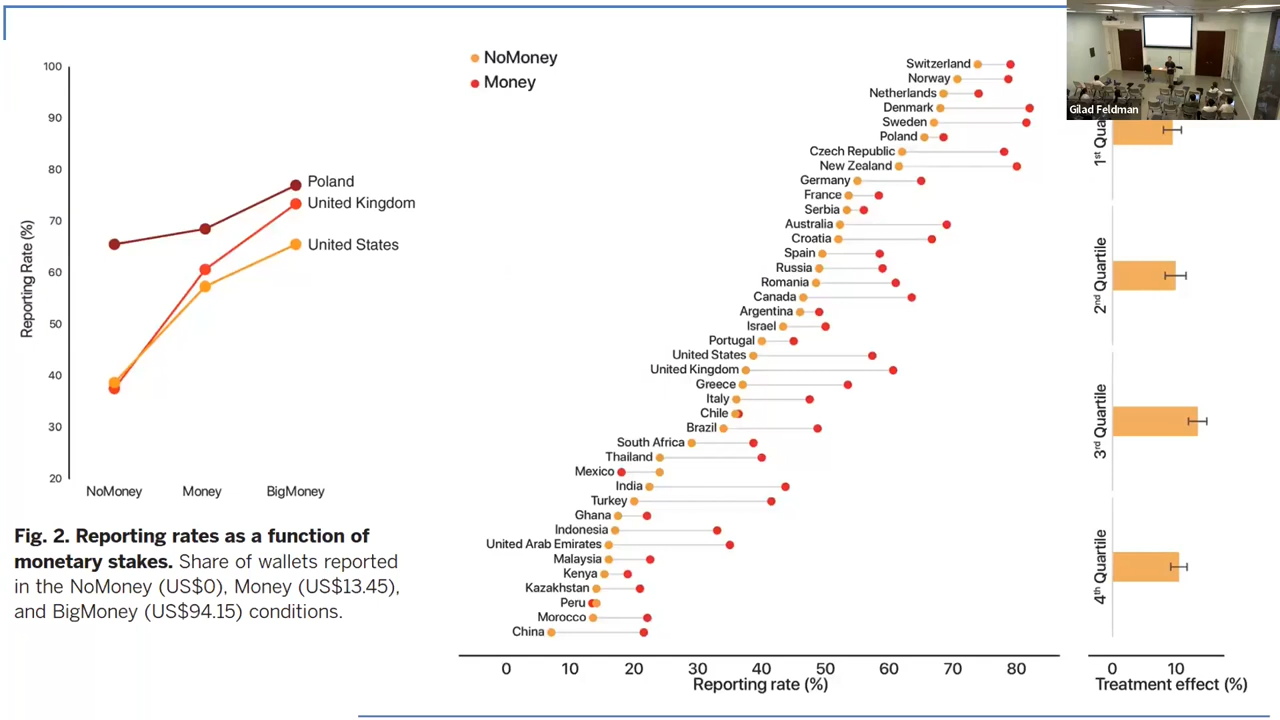 100
90
80
70
60
50
40
30
20
Reporting Rate (%)
NoMoney Money BigMoney
Poland
United Kingdom
United States
Fig. 2. Reporting rates as a function of
monetary stakes. Share of wallets reported
in the NoMoney (US$0), Money (US$13.45),
and BigMoney (US$94.15) conditions.
NoMoney
Money
Switzerland
Norway
Netherlands
Denmark
Sweden
Poland
Czech Republic
New Zealand
Germany
France
Serbia
Australia
Croatia
Spain
Russia
Romania
Canada
Argentina
Israel
Portugal
United States
United Kingdom
Greece
Italy
Chile
Brazil
South Africa
Thailand
Mexico
India
Turkey
Ghana
Indonesia
United Arab Emirates
Malaysia
Kenya
Kazakhstan
Peru
Morocco
China
0 10 20 30 40 50 60 70 80
Reporting rate (%)
Gilad Feldman
1st Qua
2nd Quartile
3rd Quartile
4th Quartile
0 10
Treatment effect (%)